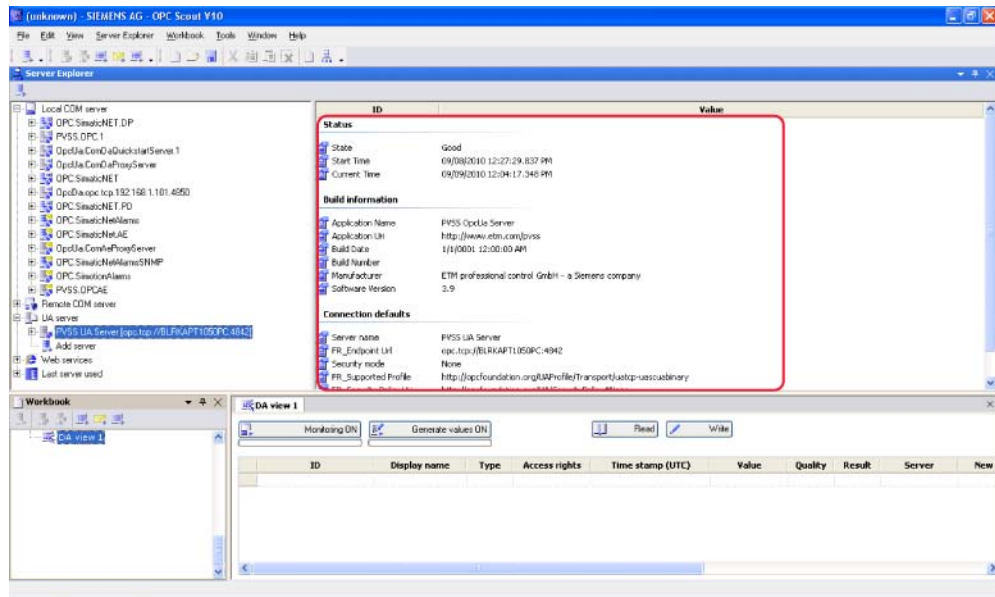 (unknown) - SIEMENS AG - OPC Scout V10
File Edit View Server Explorer Workbook Tools Window Help
Server Explorer
Local COM server
OPC.SimaticNET.DP
PVSS.OPC.1
OpcUa.ComDaQuickstartServer.1
OpcUa.ComDaProxyServer
OPC.SimaticNET
OpcDa.opc.tcp.192.168.1.101.4850
OPC.SimaticNET.PD
OPC.SimaticNetAlarms
OPC.SimaticNet.AE
OpcUa.ComAeProxyServer
OPC.SimaticNetAlarmsSNMP
OPC.SimotionAlarms
PVSS.OPCAE
Remote COM server
UA server
PVSS UA Server [opc.tcp://BLRKAPT1050PC:4842]
Add server
Web services
Last server used
ID Value
Status
State Good
Start Time 09/08/2010 12:27:29.837 PM
Current Time 09/09/2010 12:04:17.348 PM
Build information
Application Name PVSS OpcUa Server
Application Uri http://www.etm.com/pvss
Build Date 1/1/0001 12:00:00 AM
Build Number
Manufacturer ETM professional control GmbH - a Siemens company
Software Version 3.9
Connection defaults
Server name PVSS UA Server
FR_Endpoint Url opc.tcp://BLRKAPT1050PC:4842
Security mode None
FR_Supported Profile http://opcfoundation.org/UAProfile/Transport/uatcp-uascuabinary
Workbook
DA view 1
DA view 1
Monitoring ON Generate values ON Read Write
ID Display name Type Access rights Time stamp (UTC) Value Quality Result Server New